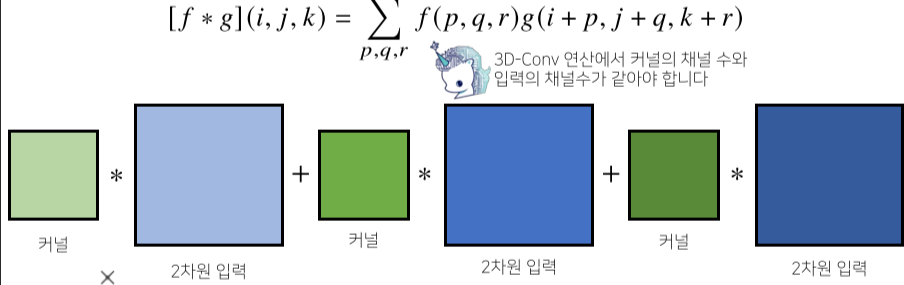 [f * g](i, j, k) = ∑ f(p, q, r)g(i + p, j + q, k + r)
p,q,r
3D-Conv 연산에서 커널의 채널 수와
입력의 채널수가 같아야 합니다
* + * + *
커널 커널 커널
× 2차원 입력 2차원 입력 2차원 입력